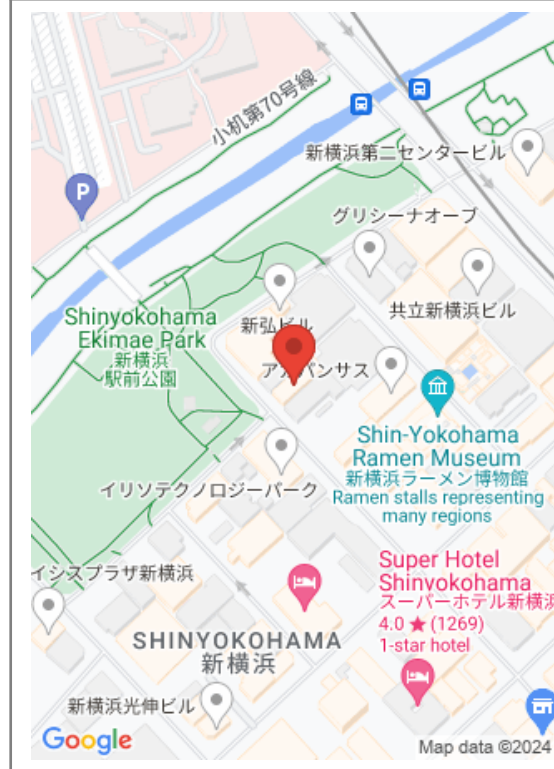 小机第70号線
新横浜第二センタービル
P
グリシーナオーブ
Shinyokohama
Ekimae Park
新横浜
駅前公園
新弘ビル
共立新横浜ビル
Shin-Yokohama
Ramen Museum
新横浜ラーメン博物館
Ramen stalls representing
many regions
イリソテクノロジーパーク
Super Hotel
Shinyokohama
スーパーホテル新横浜
4.0 ★ (1269)
1-star hotel
イシスプラザ新横浜
SHINYOKOHAMA
新横浜
新横浜光伸ビル
Google
Map data ©2024